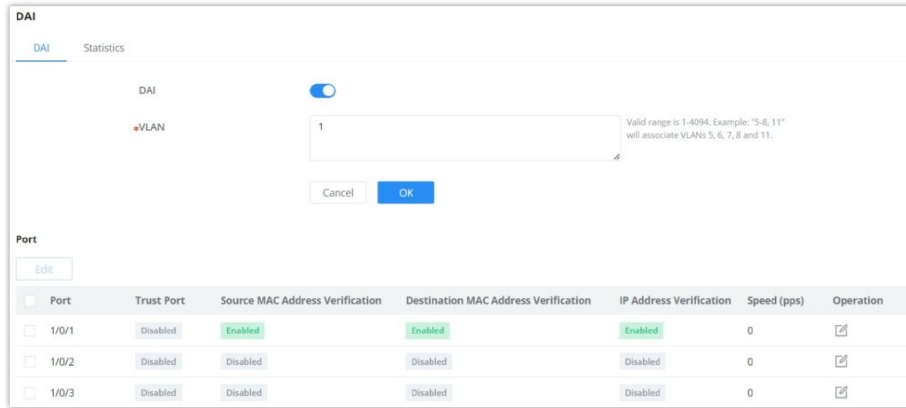 DAI
DAI Statistics
DAI
*VLAN 1 Valid range is 1-4094. Example: "5-8, 11"
will associate VLANs 5, 6, 7, 8 and 11.
Cancel OK
Port
Edit
Port Trust Port Source MAC Address Verification Destination MAC Address Verification IP Address Verification Speed (pps) Operation
1/0/1 Disabled Enabled Enabled Enabled 0
1/0/2 Disabled Disabled Disabled Disabled 0
1/0/3 Disabled Disabled Disabled Disabled 0